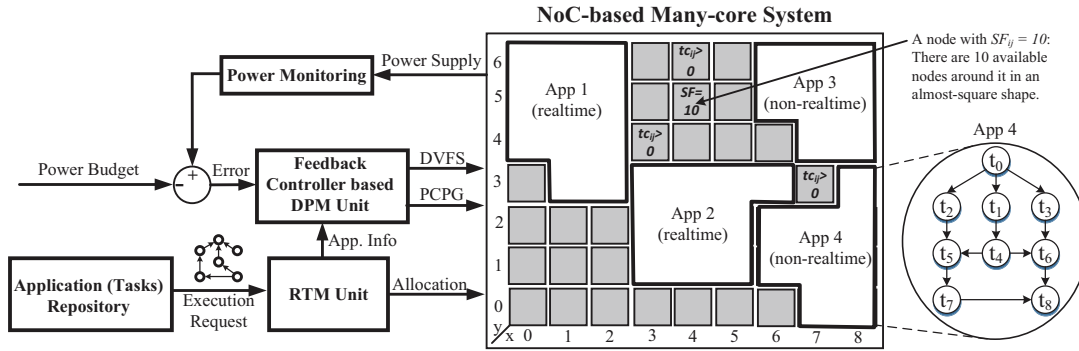 NoC-based Many-core System
Power Monitoring
Power Supply
Power Budget
-
+
Error
Feedback
Controller based
DPM Unit
DVFS
PCPG
App. Info
Application (Tasks)
Repository
Execution
Request
RTM Unit
Allocation
6
5
4
3
2
1
0
y
x
0 1 2 3 4 5 6 7 8
App 1
(realtime)
tcij>
0
SF=
10
tcij>
0
App 3
(non-realtime)
tcij>
0
App 2
(realtime)
App 4
(non-realtime)
A node with SFij = 10:
There are 10 available
nodes around it in an
almost-square shape.
App 4
t0
t2 t1 t3
t5 t4 t6
t7 t8